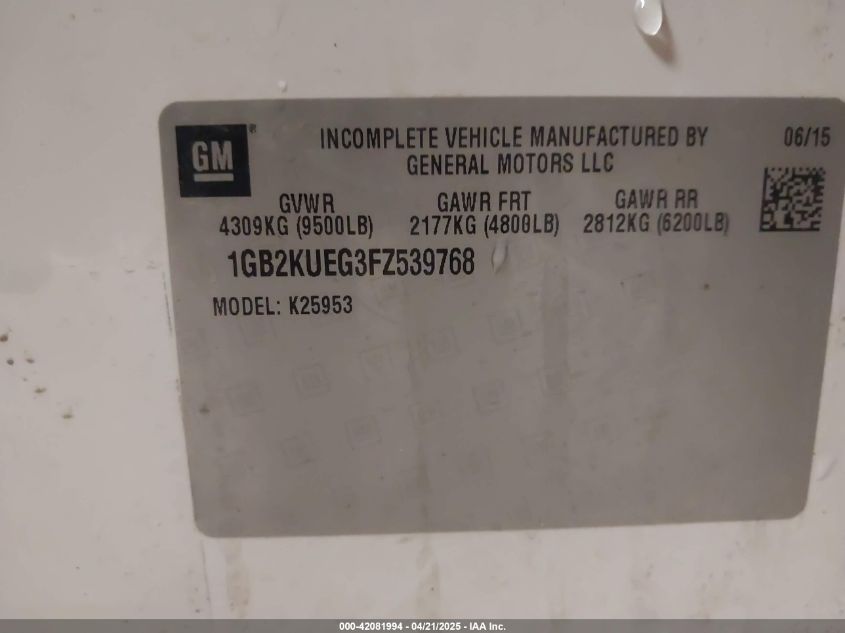 GM®
INCOMPLETE VEHICLE MANUFACTURED BY
GENERAL MOTORS LLC
06/15
GVWR
4309KG (9500LB)
GAWR FRT
2177KG (4800LB)
GAWR RR
2812KG (6200LB)
1GB2KUEG3FZ539768
MODEL: K25953
000-42081994 - 04/21/2025 - IAA Inc.